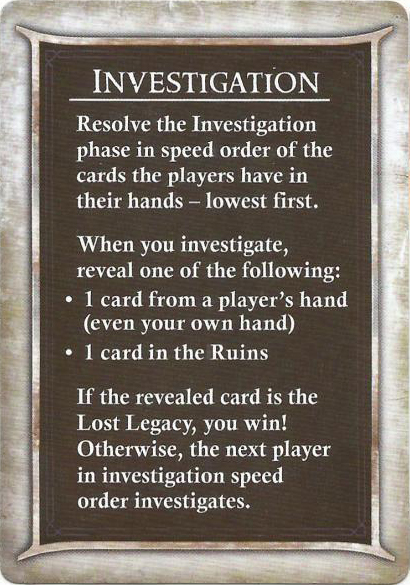 INVESTIGATION
Resolve the Investigation
phase in speed order of the
cards the players have in
their hands – lowest first.
When you investigate,
reveal one of the following:
• 1 card from a player's hand
(even your own hand)
• 1 card in the Ruins
If the revealed card is the
Lost Legacy, you win!
Otherwise, the next player
in investigation speed
order investigates.